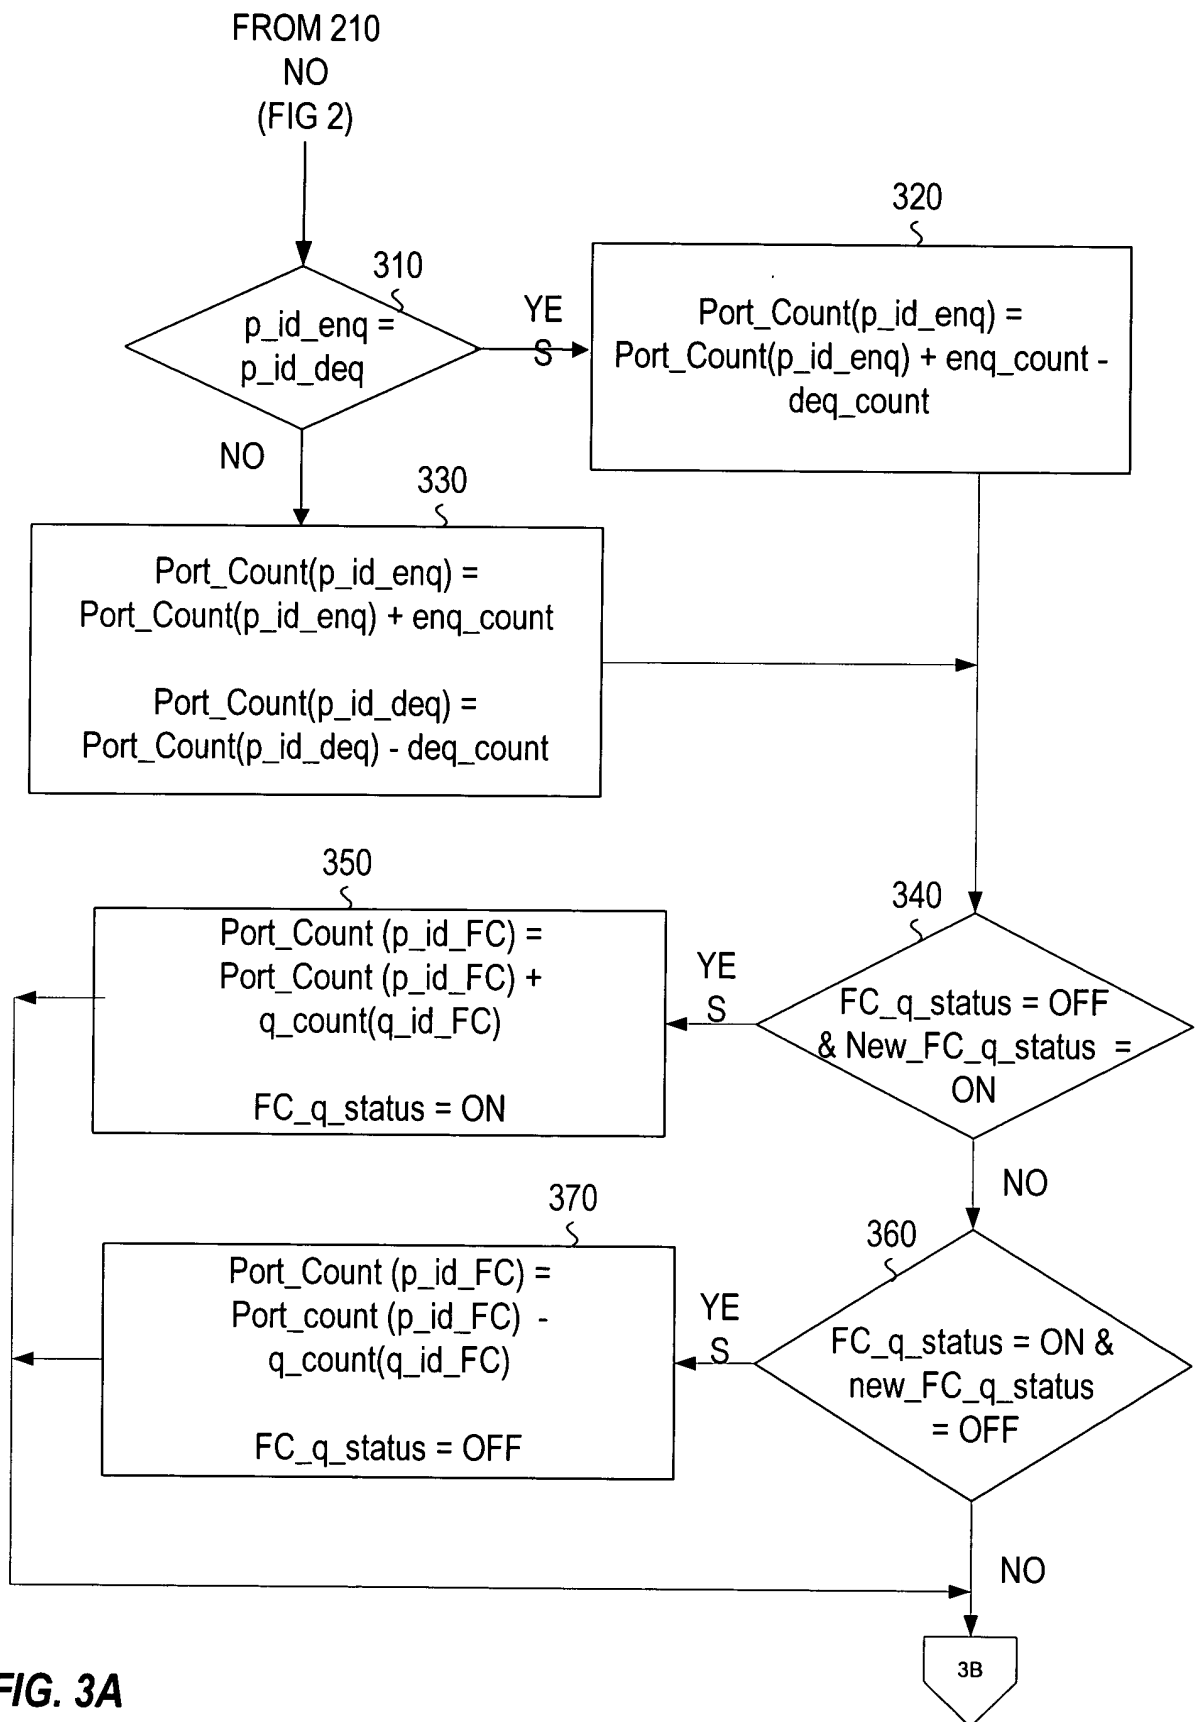 FROM 210
NO
(FIG 2)
320
310
p_id_enq =
p_id_deq
YE
S
Port_Count(p_id_enq) =
Port_Count(p_id_enq) + enq_count -
deq_count
NO
330
Port_Count(p_id_enq) =
Port_Count(p_id_enq) + enq_count
Port_Count(p_id_deq) =
Port_Count(p_id_deq) - deq_count
350
340
Port_Count (p_id_FC) =
Port_Count (p_id_FC) +
q_count(q_id_FC)
FC_q_status = ON
YE
S
FC_q_status = OFF
& New_FC_q_status =
ON
NO
370
360
Port_Count (p_id_FC) =
Port_count (p_id_FC) -
q_count(q_id_FC)
FC_q_status = OFF
YE
S
FC_q_status = ON &
new_FC_q_status
= OFF
NO
3B
FIG. 3A